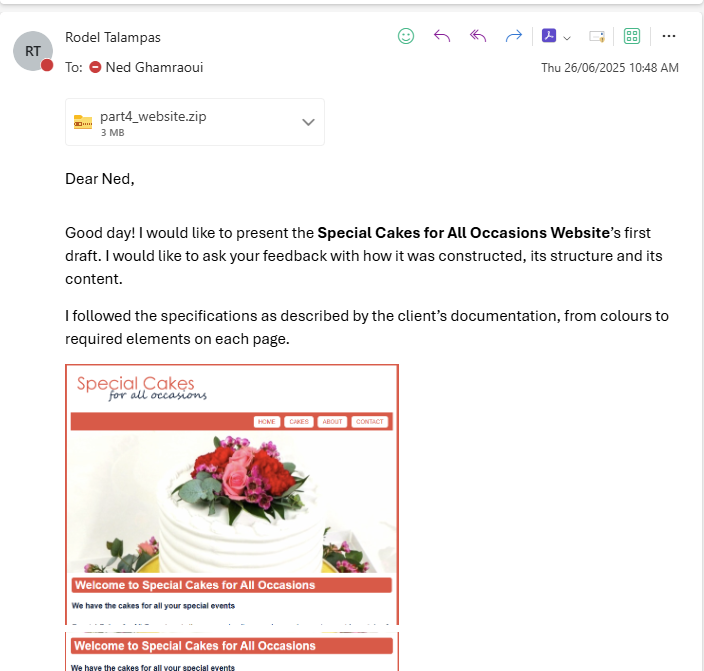 RT
Rodel Talampas
To: Ned Ghamraoui
Thu 26/06/2025 10:48 AM
part4_website.zip
3 MB
Dear Ned,
Good day! I would like to present the Special Cakes for All Occasions Website’s first
draft. I would like to ask your feedback with how it was constructed, its structure and its
content.
I followed the specifications as described by the client’s documentation, from colours to
required elements on each page.
Special Cakes
for all occasions
HOME CAKES ABOUT CONTACT
Welcome to Special Cakes for All Occasions
We have the cakes for all your special events
Welcome to Special Cakes for All Occasions
We have the cakes for all your special events